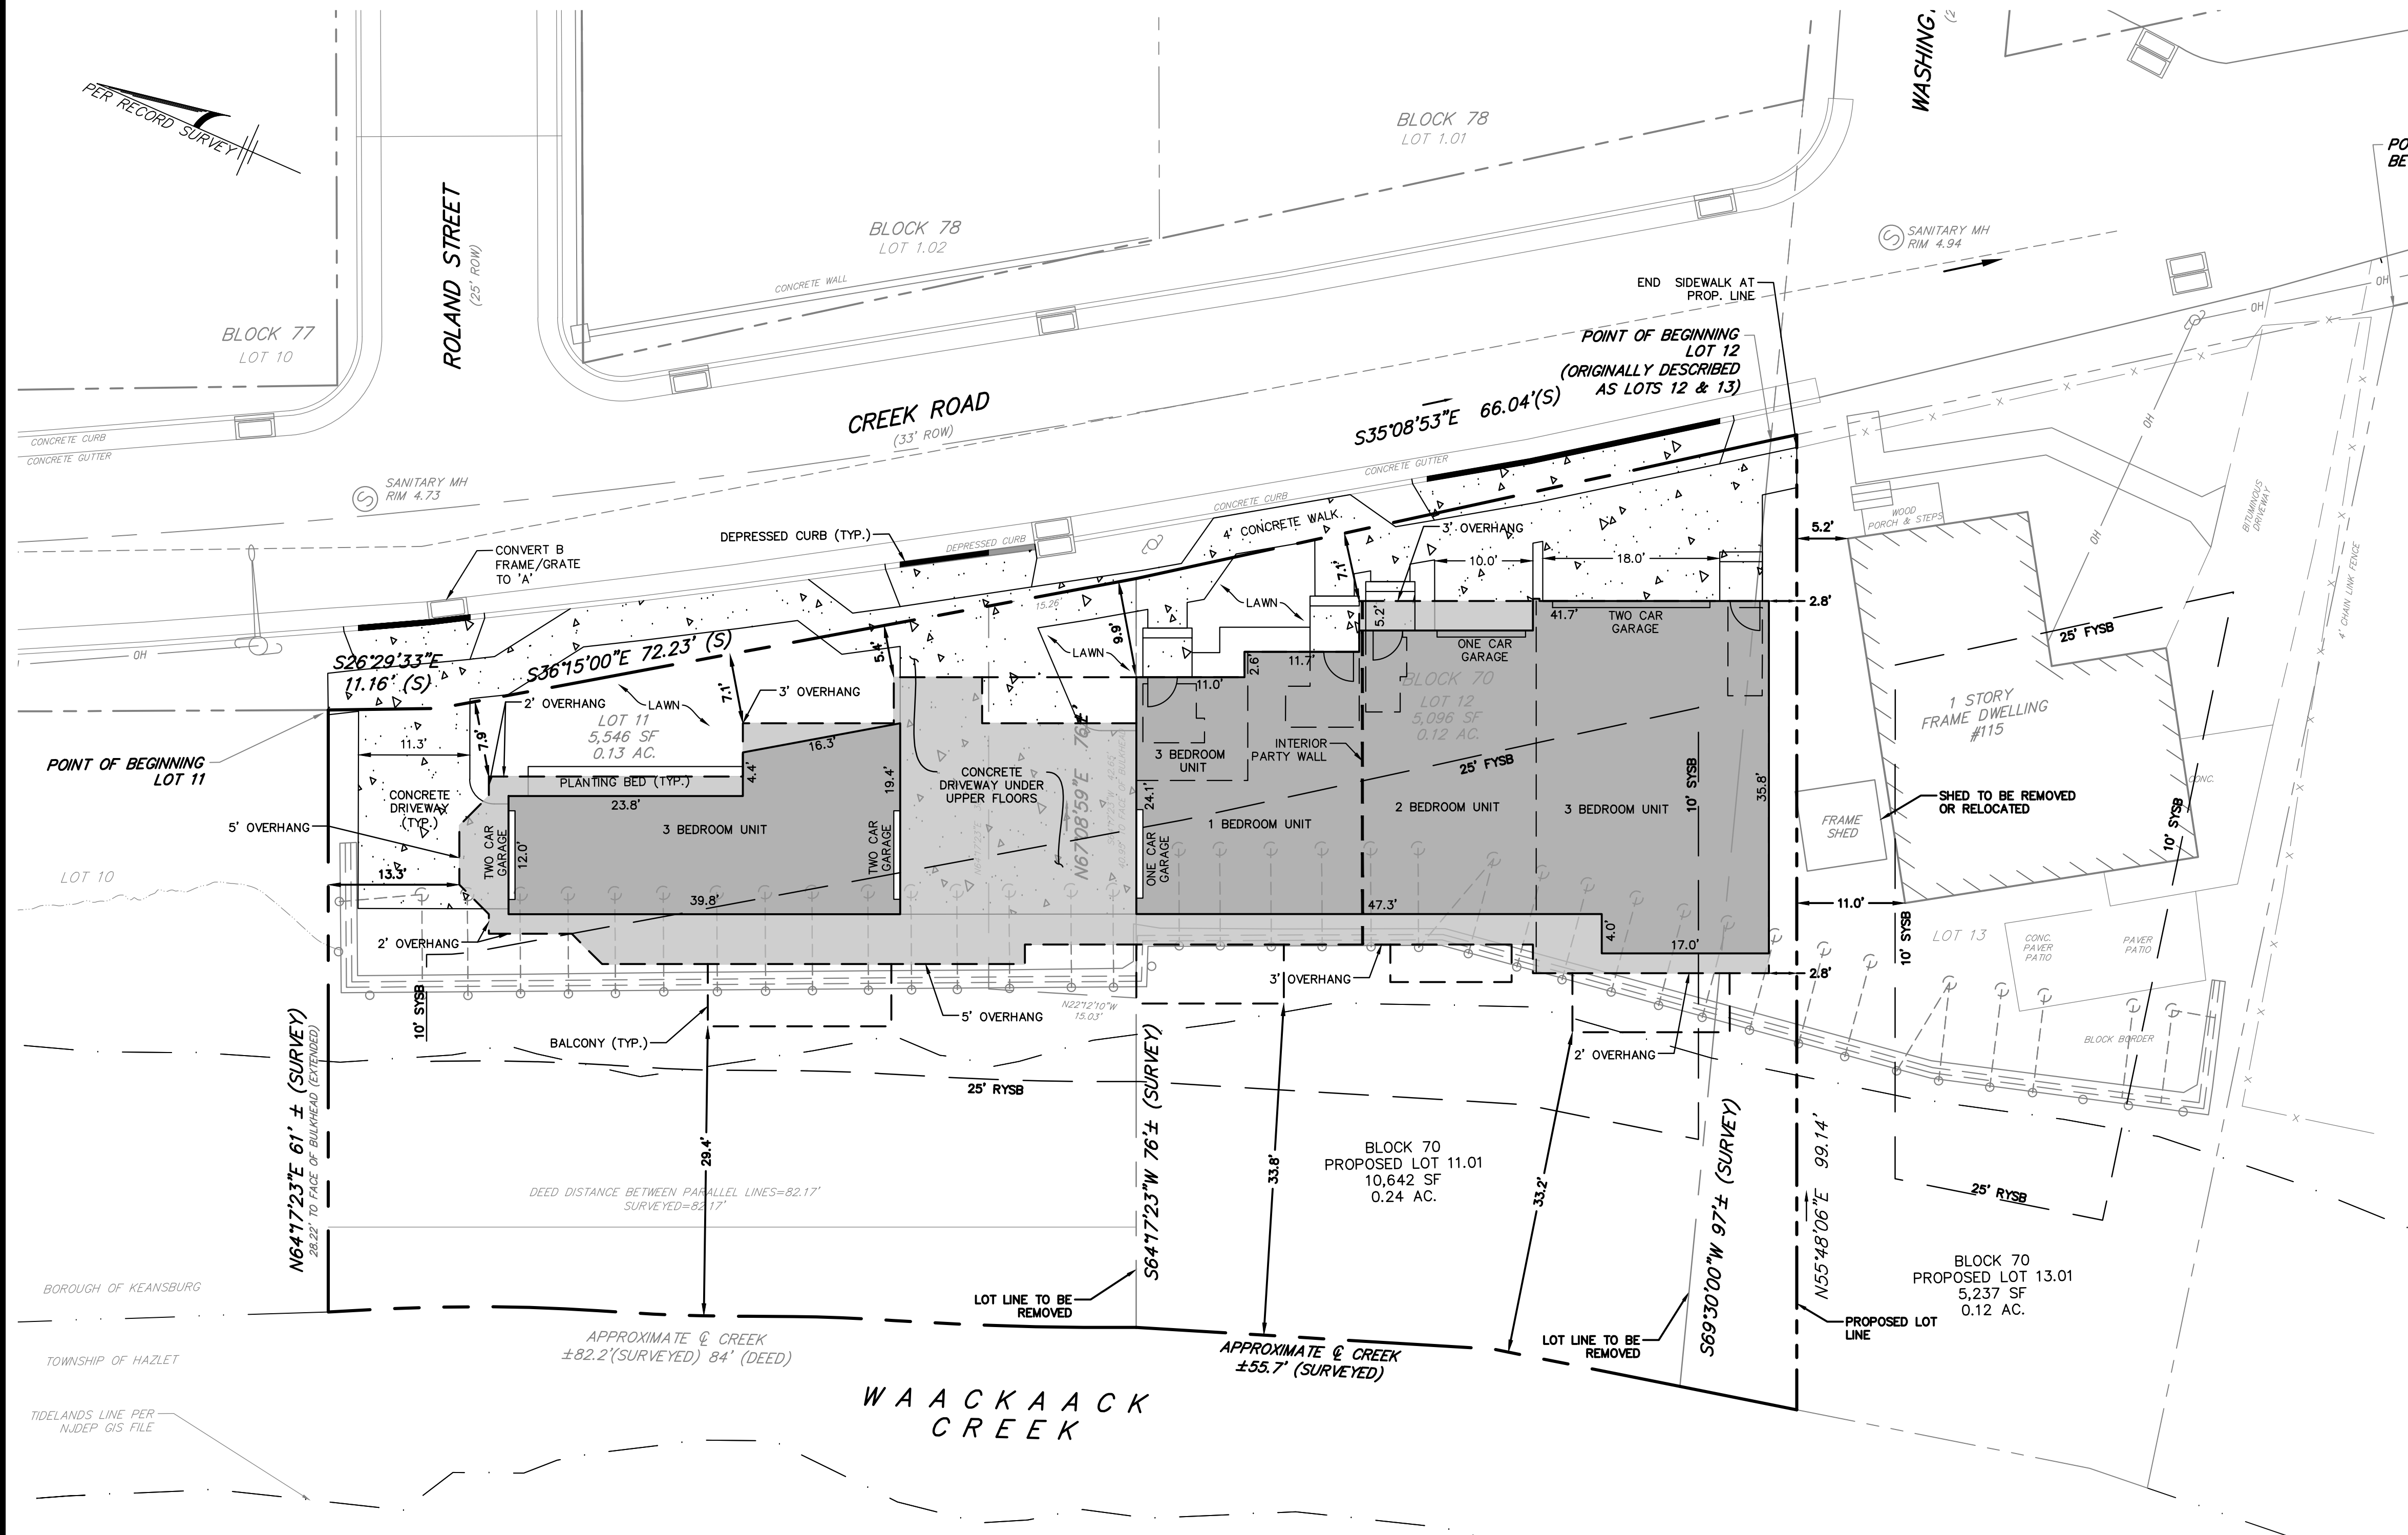 PER RECORD SURVEY
ROLAND STREET
(25' ROW)
BLOCK 77
LOT 10
BLOCK 78
LOT 1.02
CONCRETE WALL
BLOCK 78
LOT 1.01
SANITARY MH
RIM 4.94
END SIDEWALK AT
PROP. LINE
POINT OF BEGINNING
LOT 12
(ORIGINALLY DESCRIBED
AS LOTS 12 & 13)
CREEK ROAD
(33' ROW)
S35°08'53"E 66.04'(S)
CONCRETE CURB
CONCRETE GUTTER
SANITARY MH
RIM 4.73
CONCRETE GUTTER
CONCRETE CURB
DEPRESSED CURB (TYP.)
DEPRESSED CURB
4' CONCRETE WALK
CONVERT B
FRAME/GRATE
TO 'A'
OH
OH
OH
OH
OH
OH
S26°29'33"E
11.16' (S)
S36°15'00"E 72.23' (S)
POINT OF BEGINNING
LOT 11
2' OVERHANG
LAWN
LOT 11
5,546 SF
0.13 AC.
3' OVERHANG
7.1'
5.4'
7.9'
11.3'
15.26'
9.9'
LAWN
LAWN
7.1'
3' OVERHANG
10.0'
18.0'
5.2'
41.7'
TWO CAR
GARAGE
ONE CAR
GARAGE
2.8'
5.2'
WOOD
PORCH & STEPS
BITUMINOUS
DRIVEWAY
4' CHAIN LINK FENCE
25' FYSB
1 STORY
FRAME DWELLING
#115
CONC.
FRAME
SHED
SHED TO BE REMOVED
OR RELOCATED
10' SYSB
PLANTING BED (TYP.)
23.8'
4.4'
16.3'
19.4'
3 BEDROOM UNIT
TWO CAR
GARAGE
12.0'
TWO CAR
GARAGE
39.8'
CONCRETE
DRIVEWAY
(TYP.)
5' OVERHANG
13.3'
2' OVERHANG
10' SYSB
LOT 10
CONCRETE
DRIVEWAY UNDER
UPPER FLOORS
N67°08'59"E 76'
11.0'
2.6'
11.7'
3 BEDROOM
UNIT
INTERIOR
PARTY WALL
BLOCK 70
LOT 12
5,096 SF
0.12 AC.
25' FYSB
24.1'
1 BEDROOM UNIT
ONE CAR
GARAGE
2 BEDROOM UNIT
3 BEDROOM UNIT
10' SYSB
35.8'
47.3'
4.0'
17.0'
2.8'
11.0'
10' SYSB
LOT 13
CONC.
PAVER
PATIO
PAVER
PATIO
BLOCK BORDER
5' OVERHANG
N22°12'10"W
15.03'
3' OVERHANG
2' OVERHANG
BALCONY (TYP.)
25' RYSB
29.4'
33.8'
33.2'
N64°17'23"E 61' ± (SURVEY)
28.22' TO FACE OF BULKHEAD (EXTENDED)
DEED DISTANCE BETWEEN PARALLEL LINES=82.17'
SURVEYED=82.17'
S64°17'23"W 76'± (SURVEY)
BLOCK 70
PROPOSED LOT 11.01
10,642 SF
0.24 AC.
S69°30'00"W 97'± (SURVEY)
N55°48'06"E 99.14'
25' RYSB
BLOCK 70
PROPOSED LOT 13.01
5,237 SF
0.12 AC.
PROPOSED LOT
LINE
LOT LINE TO BE
REMOVED
LOT LINE TO BE
REMOVED
BOROUGH OF KEANSBURG
TOWNSHIP OF HAZLET
TIDELANDS LINE PER
NJDEP GIS FILE
APPROXIMATE ℄ CREEK
±82.2'(SURVEYED) 84' (DEED)
APPROXIMATE ℄ CREEK
±55.7' (SURVEYED)
WAACKAACK
CREEK